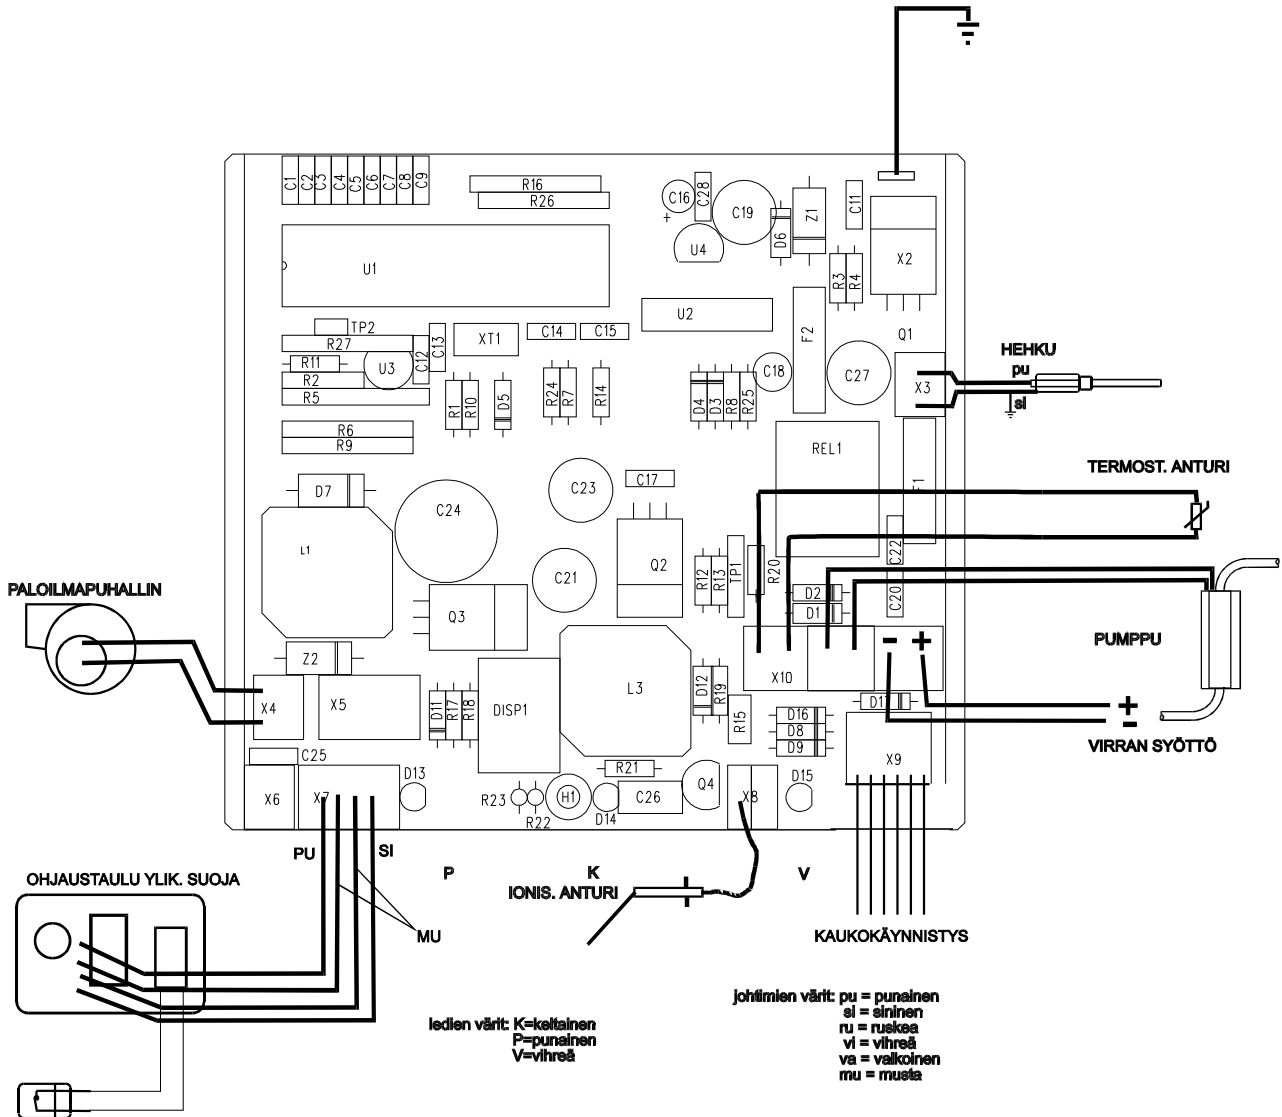 C1 C2 C3 C4 C5 C6 C7 C8 C9
R16
R26
C16
+
C28
C19
D6
Z1
C11
U4
X2
U1
R3
R4
U2
F2
Q1
TP2
R27
C13
XT1
C14
C15
R11
U3
C12
R2
R5
R1
R10
D5
R24
R7
R14
D4
D3
R8
R25
C18
C27
X3
HEHKU
pu
si
R6
R9
REL1
F1
TERMOST. ANTURI
D7
C24
C23
C17
L1
Q2
C22
C21
R12
R13
TP1
R20
D2
D1
C20
PALOILMAPUHALLIN
Q3
- +
PUMPPU
Z2
X10
L3
D12
R19
X4
X5
D11
R17
R18
DISP1
R15
D16
D8
D9
+
-
VIRRAN SYÖTTÖ
C25
X9
R21
D13
Q4
D15
X6
X7
R23
R22
H1
D14
C26
X8
PU
SI
P
K
V
OHJAUSTAULU YLIK. SUOJA
IONIS. ANTURI
MU
KAUKOKÄYNNISTYS
johtimien värit: pu = punainen
si = sininen
ru = ruskea
vi = vihreä
va = valkoinen
mu = musta
ledien värit: K=keltainen
P=punainen
V=vihreä